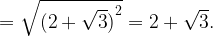 = \sqrt{(2 + \sqrt{3})^2} = 2 + \sqrt{3}.